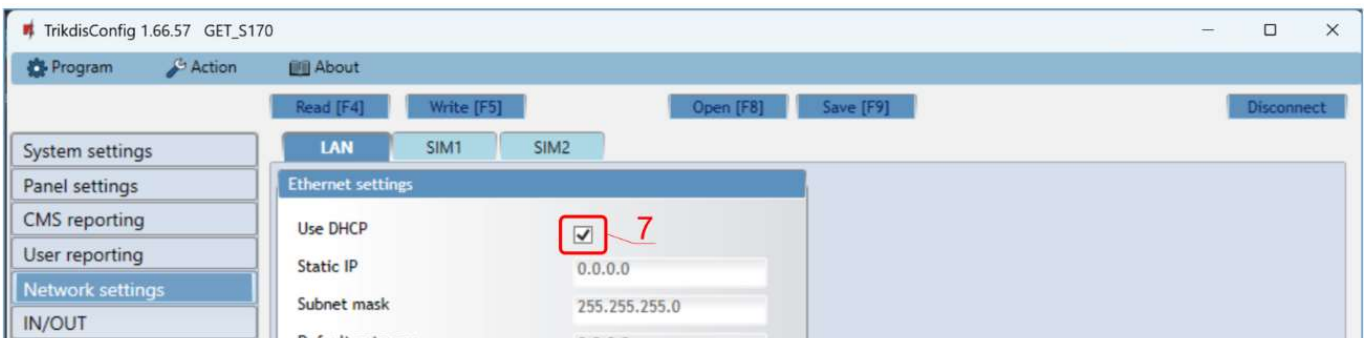 TrikdisConfig 1.66.57 GET_S170
Program Action About
Read [F4] Write [F5] Open [F8] Save [F9] Disconnect
LAN SIM1 SIM2
System settings
Panel settings
CMS reporting
User reporting
Network settings
IN/OUT
Ethernet settings
Use DHCP 7
Static IP 0.0.0.0
Subnet mask 255.255.255.0